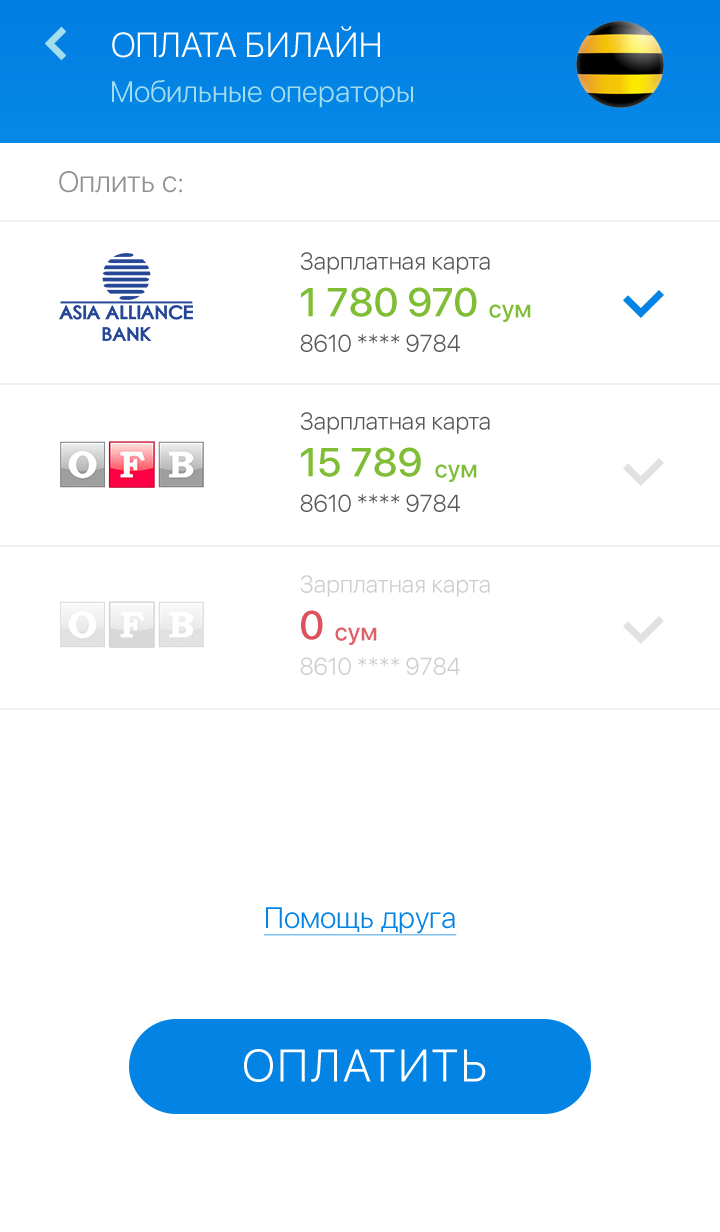 ОПЛАТА БИЛАЙН
Мобильные операторы
Оплить с:
ASIA ALLIANCE
BANK
Зарплатная карта
1 780 970 сум
8610 **** 9784
OFB
Зарплатная карта
15 789 сум
8610 **** 9784
OFB
Зарплатная карта
0 сум
8610 **** 9784
Помощь друга
ОПЛАТИТЬ